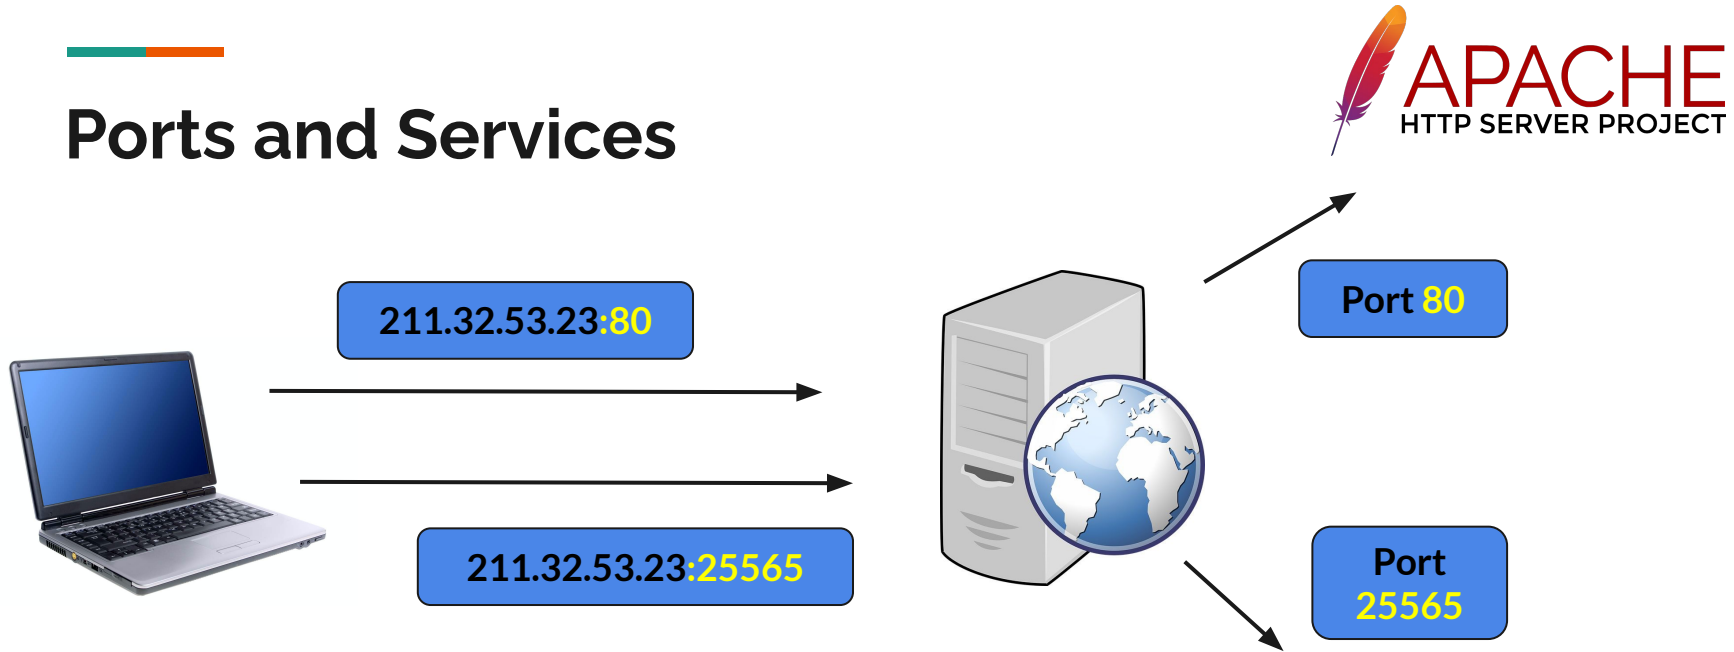 APACHE
HTTP SERVER PROJECT
Ports and Services
211.32.53.23:80
Port 80
211.32.53.23:25565
Port
25565